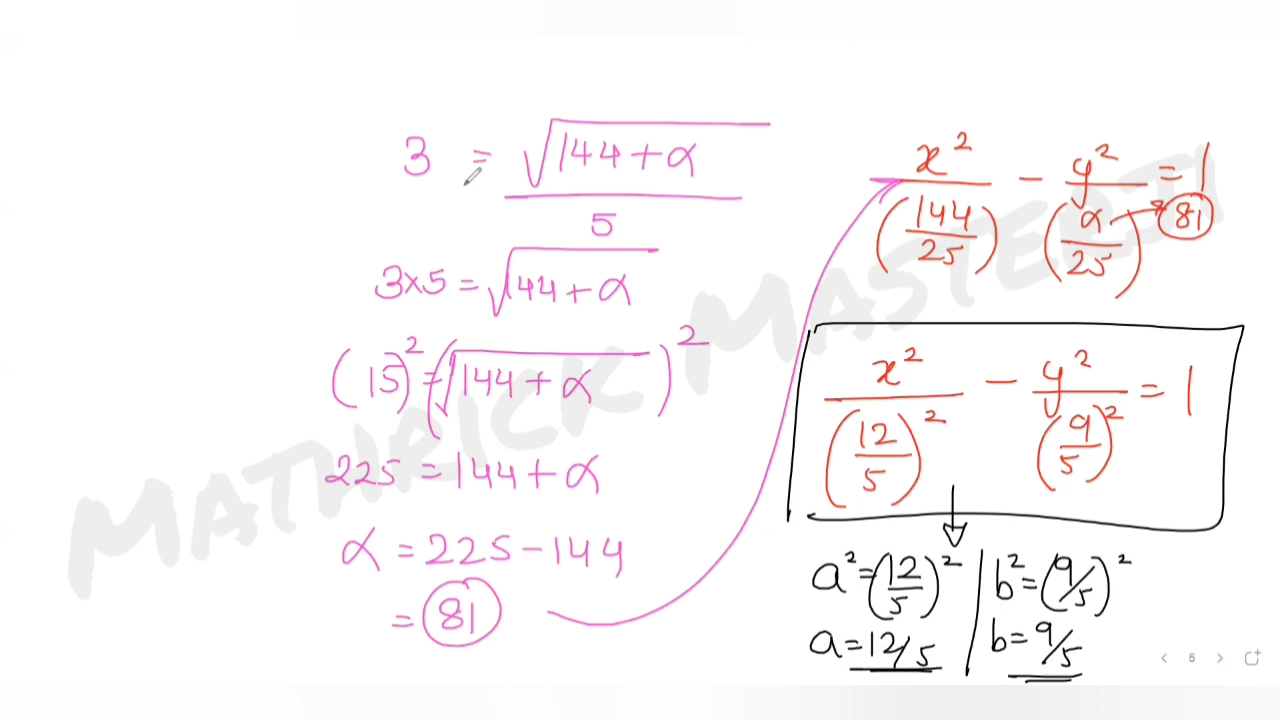 3 = √(144+α) / 5
3×5 = √(144+α)
(15)² = (√(144+α))²
225 = 144+α
α = 225-144
= 81
x²/(144/25) - y²/(α/25) = 1
81
x²/(12/5)² - y²/(9/5)² = 1
a² = (12/5)² | b² = (9/5)²
a = 12/5 | b = 9/5
MATHRICK MASTERJI
< 5 >